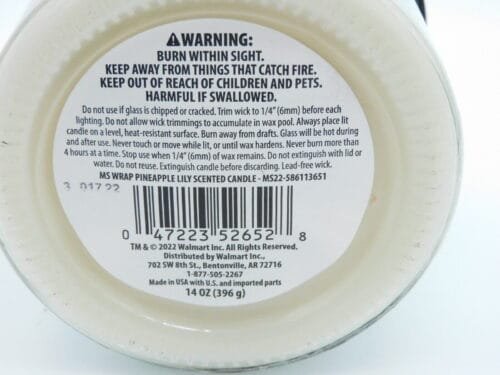 ⚠WARNING:
BURN WITHIN SIGHT.
KEEP AWAY FROM THINGS THAT CATCH FIRE.
KEEP OUT OF REACH OF CHILDREN AND PETS.
HARMFUL IF SWALLOWED.
Do not use if glass is chipped or cracked. Trim wick to 1/4" (6mm) before each
lighting. Do not allow wick trimmings to accumulate in wax pool. Always place lit
candle on a level, heat-resistant surface. Burn away from drafts. Glass will be hot during
and after use. Never touch or move while lit, or until wax hardens. Never burn more than
4 hours at a time. Stop use when 1/4" (6mm) of wax remains. Do not extinguish with lid or
water. Do not reuse. Extinguish candle before discarding. Lead-free wick.
MS WRAP PINEAPPLE LILY SCENTED CANDLE - MS22-586113651
3 01722
0 47223 52652 8
TM & © 2022 Walmart Inc. All Rights Reserved.
Distributed by Walmart Inc.,
702 SW 8th St., Bentonville, AR 72716
1-877-505-2267
Made in USA with U.S. and imported parts
14 OZ (396 g)